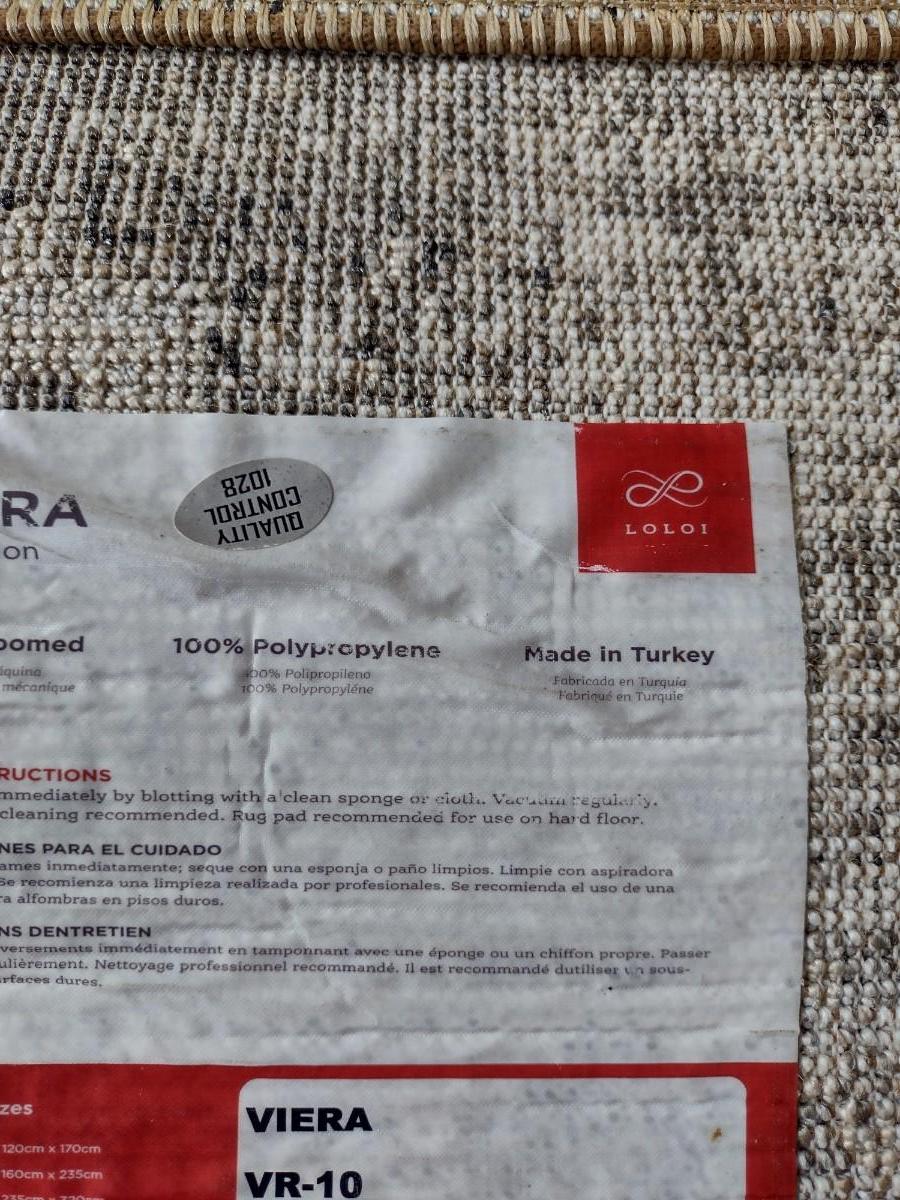 RA
on
QUALITY
CONTROL
1028
LOLOI
oomed
áquina
mécanique
100% Polypropylene
100% Polipropileno
100% Polypropyléne
Made in Turkey
Fabricada en Turquía
Fabriqué en Turquie
RUCTIONS
mmediately by blotting with a clean sponge or cloth. Vacuum regularly.
cleaning recommended. Rug pad recommended for use on hard floor.
NES PARA EL CUIDADO
ames inmediatamente; seque con una esponja o paño limpios. Limpie con aspiradora
Se recomienza una limpieza realizada por profesionales. Se recomienda el uso de una
ra alfombras en pisos duros.
NS DENTRETIEN
versements immédiatement en tamponnant avec une éponge ou un chiffon propre. Passer
ulièrement. Nettoyage professionnel recommandé. Il est recommandé dutiliser un sous-
rfaces dures.
zes
120cm x 170cm
160cm x 235cm
235cm x 320cm
VIERA
VR-10